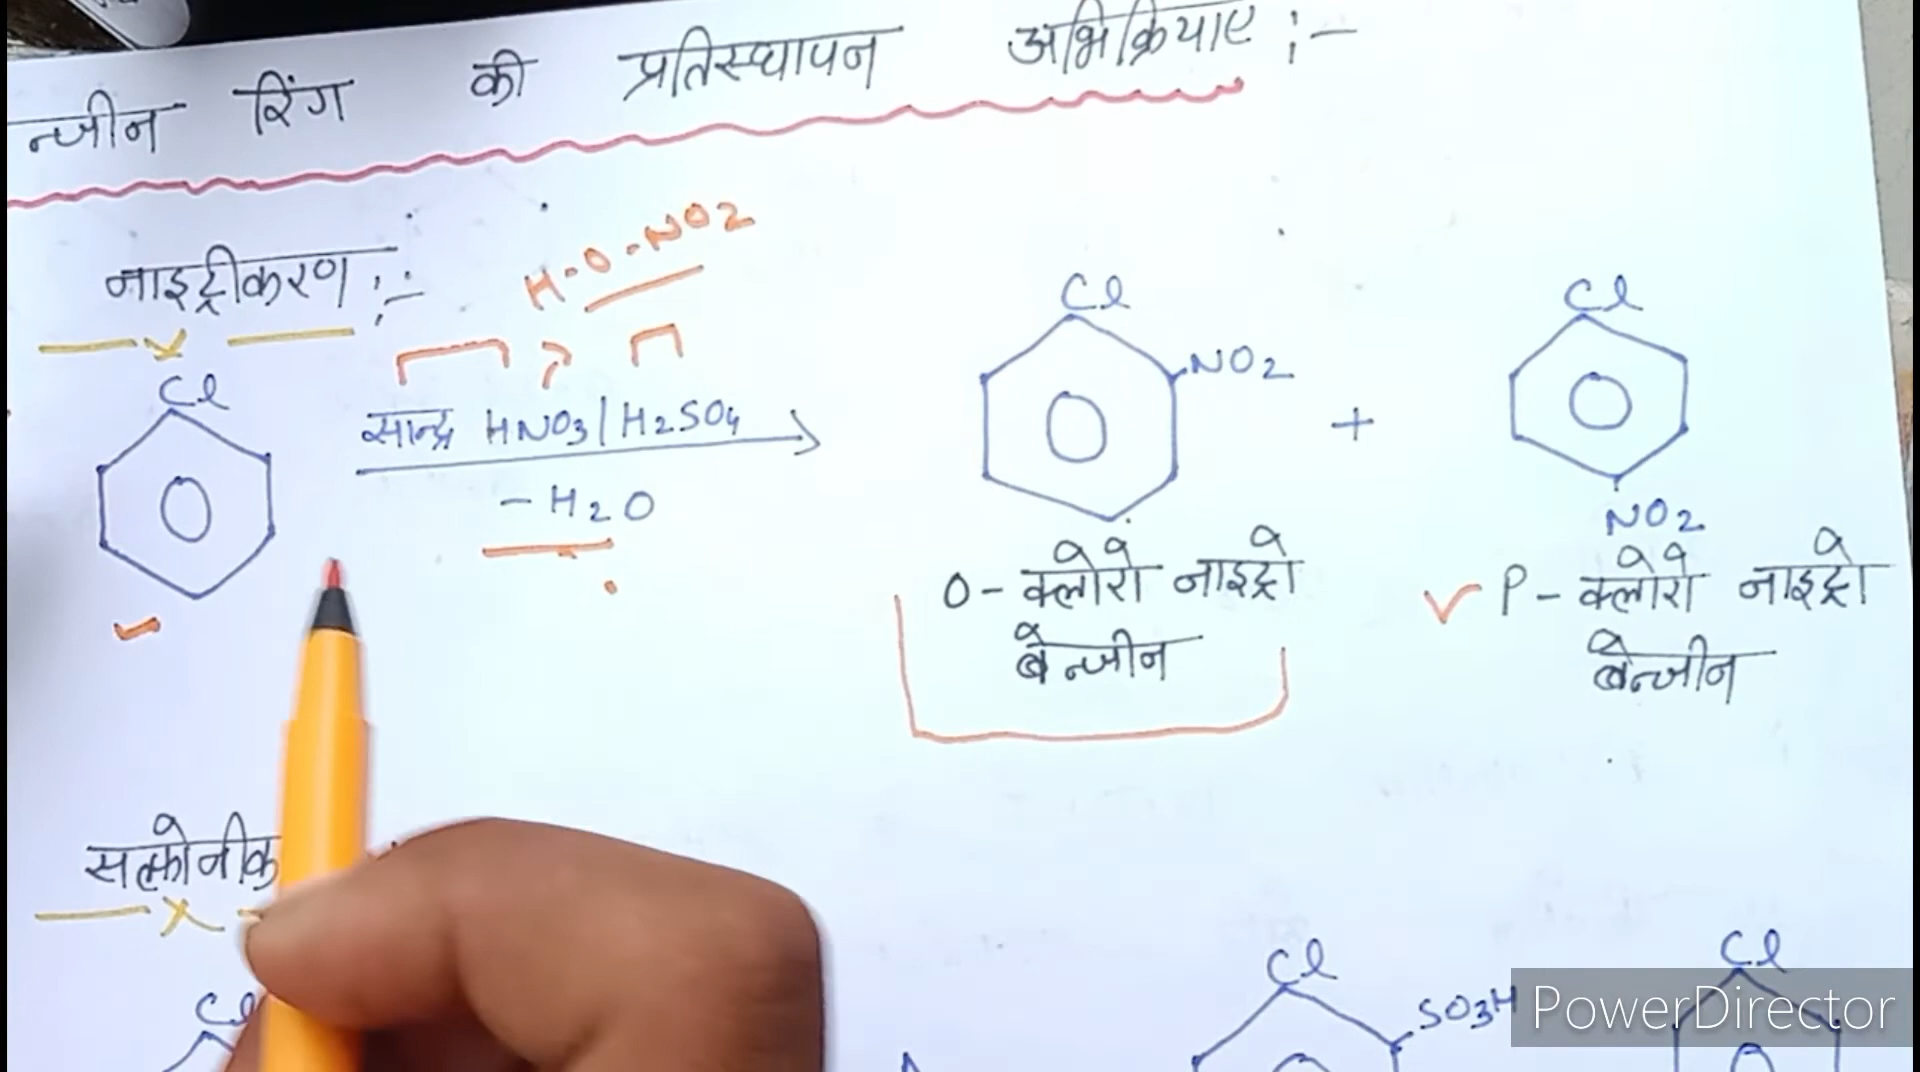 न्जीन रिंग की प्रतिस्थापन अभिक्रियाए :-
नाइट्रीकरण :-
H-O-NO2
Cl
सान्द्र HNO3/H2SO4
- H2O
Cl
NO2
+
Cl
NO2
O- क्लोरो नाइट्रो
बेन्जीन
P- क्लोरो नाइट्रो
बेन्जीन
सल्फोनीक
Cl
Cl
SO3H
Cl
PowerDirector